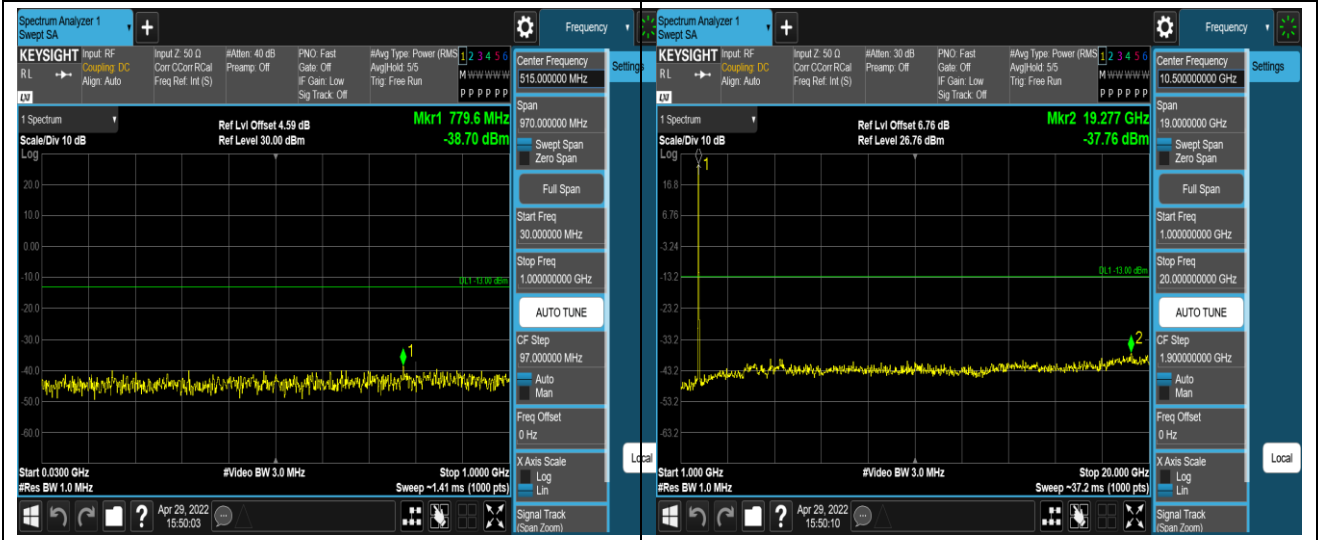 Spectrum Analyzer 1
Swept SA
+
Frequency
KEYSIGHT
Input: RF
Coupling: DC
Align: Auto
Input Z: 50 Ω
Corr CCorr RCal
Freq Ref: Int (S)
#Atten: 40 dB
Preamp: Off
PNO: Fast
Gate: Off
IF Gain: Low
Sig Track: Off
#Avg Type: Power (RMS
Avg|Hold: 5/5
Trig: Free Run
1 2 3 4 5 6
M W W W W W
P P P P P P
RL
LXI
Center Frequency
515.000000 MHz
Settings
Span
970.000000 MHz
Swept Span
Zero Span
Full Span
Start Freq
30.000000 MHz
Stop Freq
1.000000000 GHz
AUTO TUNE
CF Step
97.000000 MHz
Auto
Man
Freq Offset
0 Hz
X Axis Scale
Log
Lin
Signal Track
(Span Zoom)
Local
1 Spectrum
Scale/Div 10 dB
Log
Ref Lvl Offset 4.59 dB
Ref Level 30.00 dBm
Mkr1 779.6 MHz
-38.70 dBm
20.0
10.0
0.00
-10.0
DL1 -13.00 dBm
-20.0
-30.0
1
-40.0
-50.0
-60.0
Start 0.0300 GHz
#Res BW 1.0 MHz
#Video BW 3.0 MHz
Stop 1.0000 GHz
Sweep ~1.41 ms (1000 pts)
?
Apr 29, 2022
15:50:03
Spectrum Analyzer 1
Swept SA
+
Frequency
KEYSIGHT
Input: RF
Coupling: DC
Align: Auto
Input Z: 50 Ω
Corr CCorr RCal
Freq Ref: Int (S)
#Atten: 30 dB
Preamp: Off
PNO: Fast
Gate: Off
IF Gain: Low
Sig Track: Off
#Avg Type: Power (RMS
Avg|Hold: 5/5
Trig: Free Run
1 2 3 4 5 6
M W W W W W
P P P P P P
RL
LXI
Center Frequency
10.500000000 GHz
Settings
Span
19.0000000 GHz
Swept Span
Zero Span
Full Span
Start Freq
1.000000000 GHz
Stop Freq
20.000000000 GHz
AUTO TUNE
CF Step
1.900000000 GHz
Auto
Man
Freq Offset
0 Hz
X Axis Scale
Log
Lin
Signal Track
(Span Zoom)
Local
1 Spectrum
Scale/Div 10 dB
Log
Ref Lvl Offset 6.76 dB
Ref Level 26.76 dBm
Mkr2 19.277 GHz
-37.76 dBm
1
16.8
6.76
-3.24
-13.2
DL1 -13.00 dBm
-23.2
-33.2
2
-43.2
-53.2
-63.2
Start 1.000 GHz
#Res BW 1.0 MHz
#Video BW 3.0 MHz
Stop 20.000 GHz
Sweep ~37.2 ms (1000 pts)
?
Apr 29, 2022
15:50:10